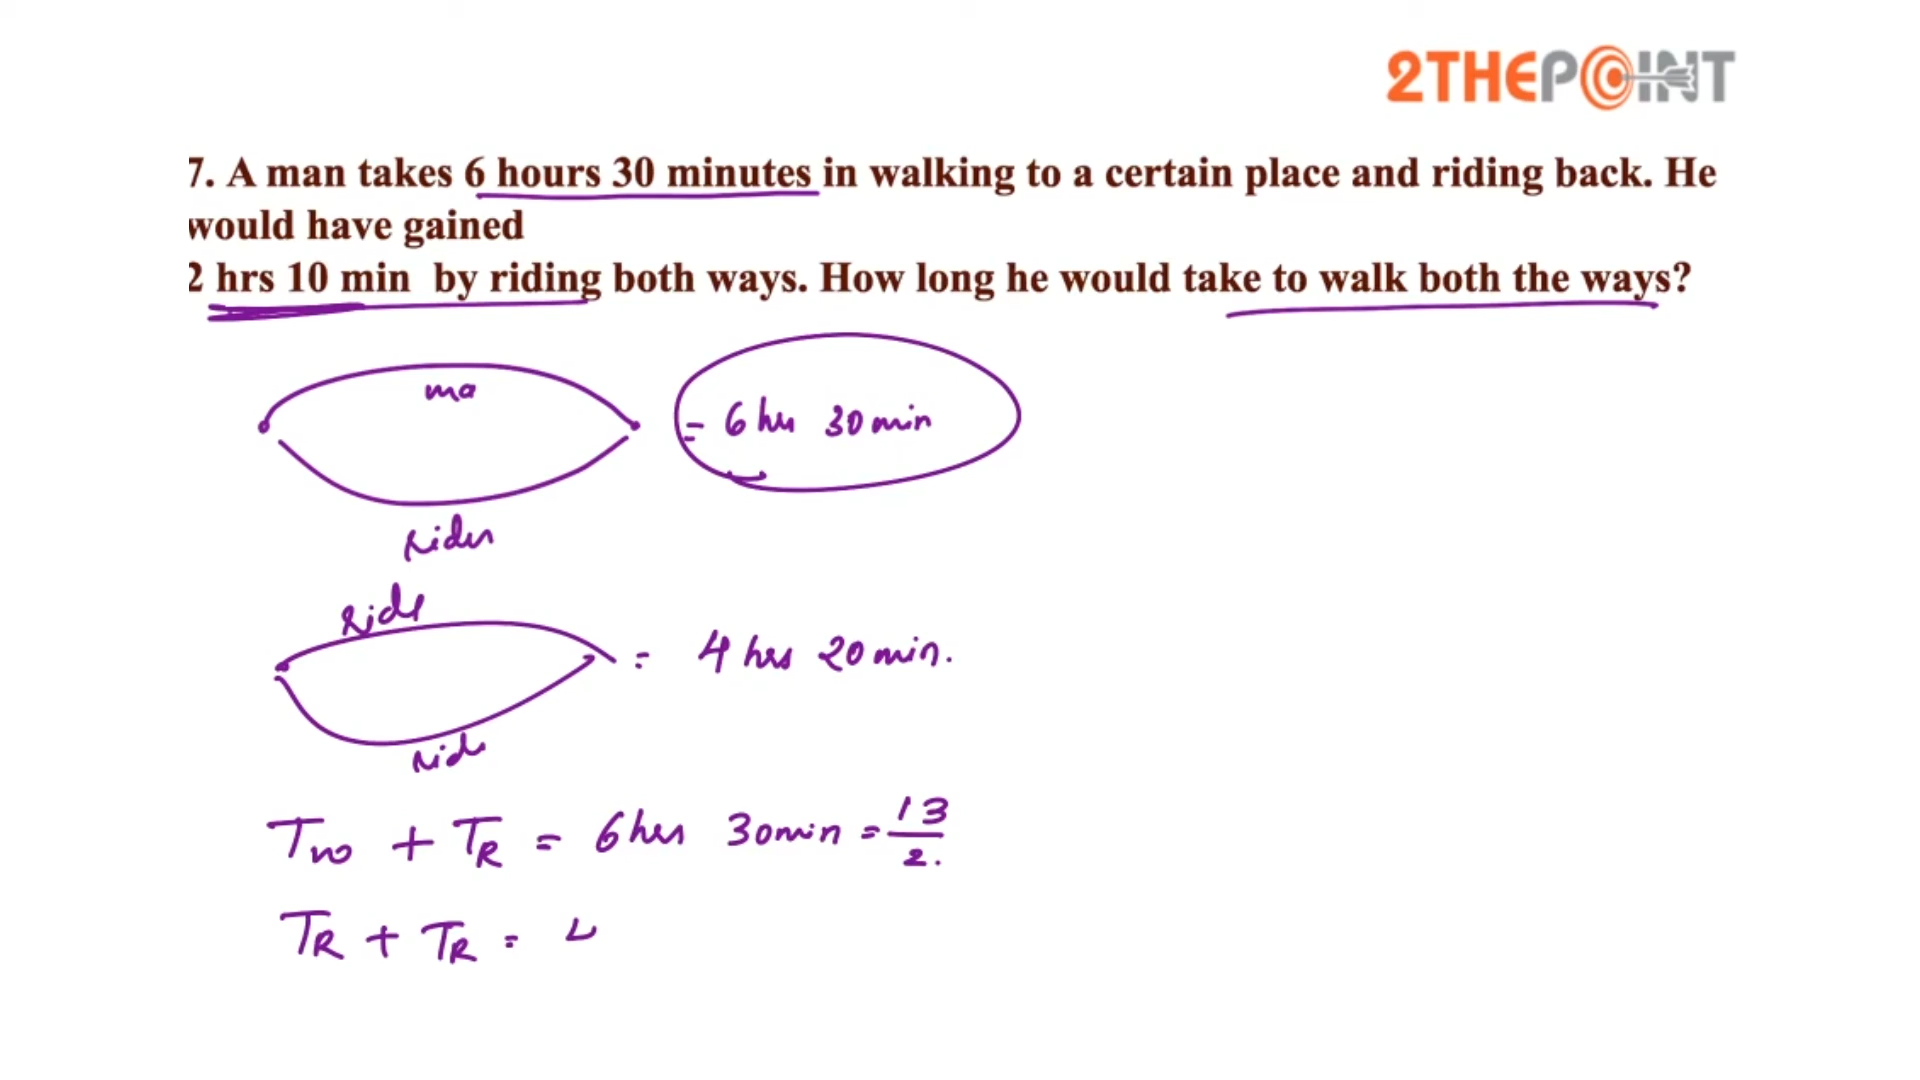 2THEPOINT
7. A man takes 6 hours 30 minutes in walking to a certain place and riding back. He
would have gained
2 hrs 10 min by riding both ways. How long he would take to walk both the ways?
= 6 hrs 30 min
Rider
Ride
= 4 hrs 20 min.
Ride
Tw + TR = 6 hrs 30 min = 13/2.
TR + TR = 4